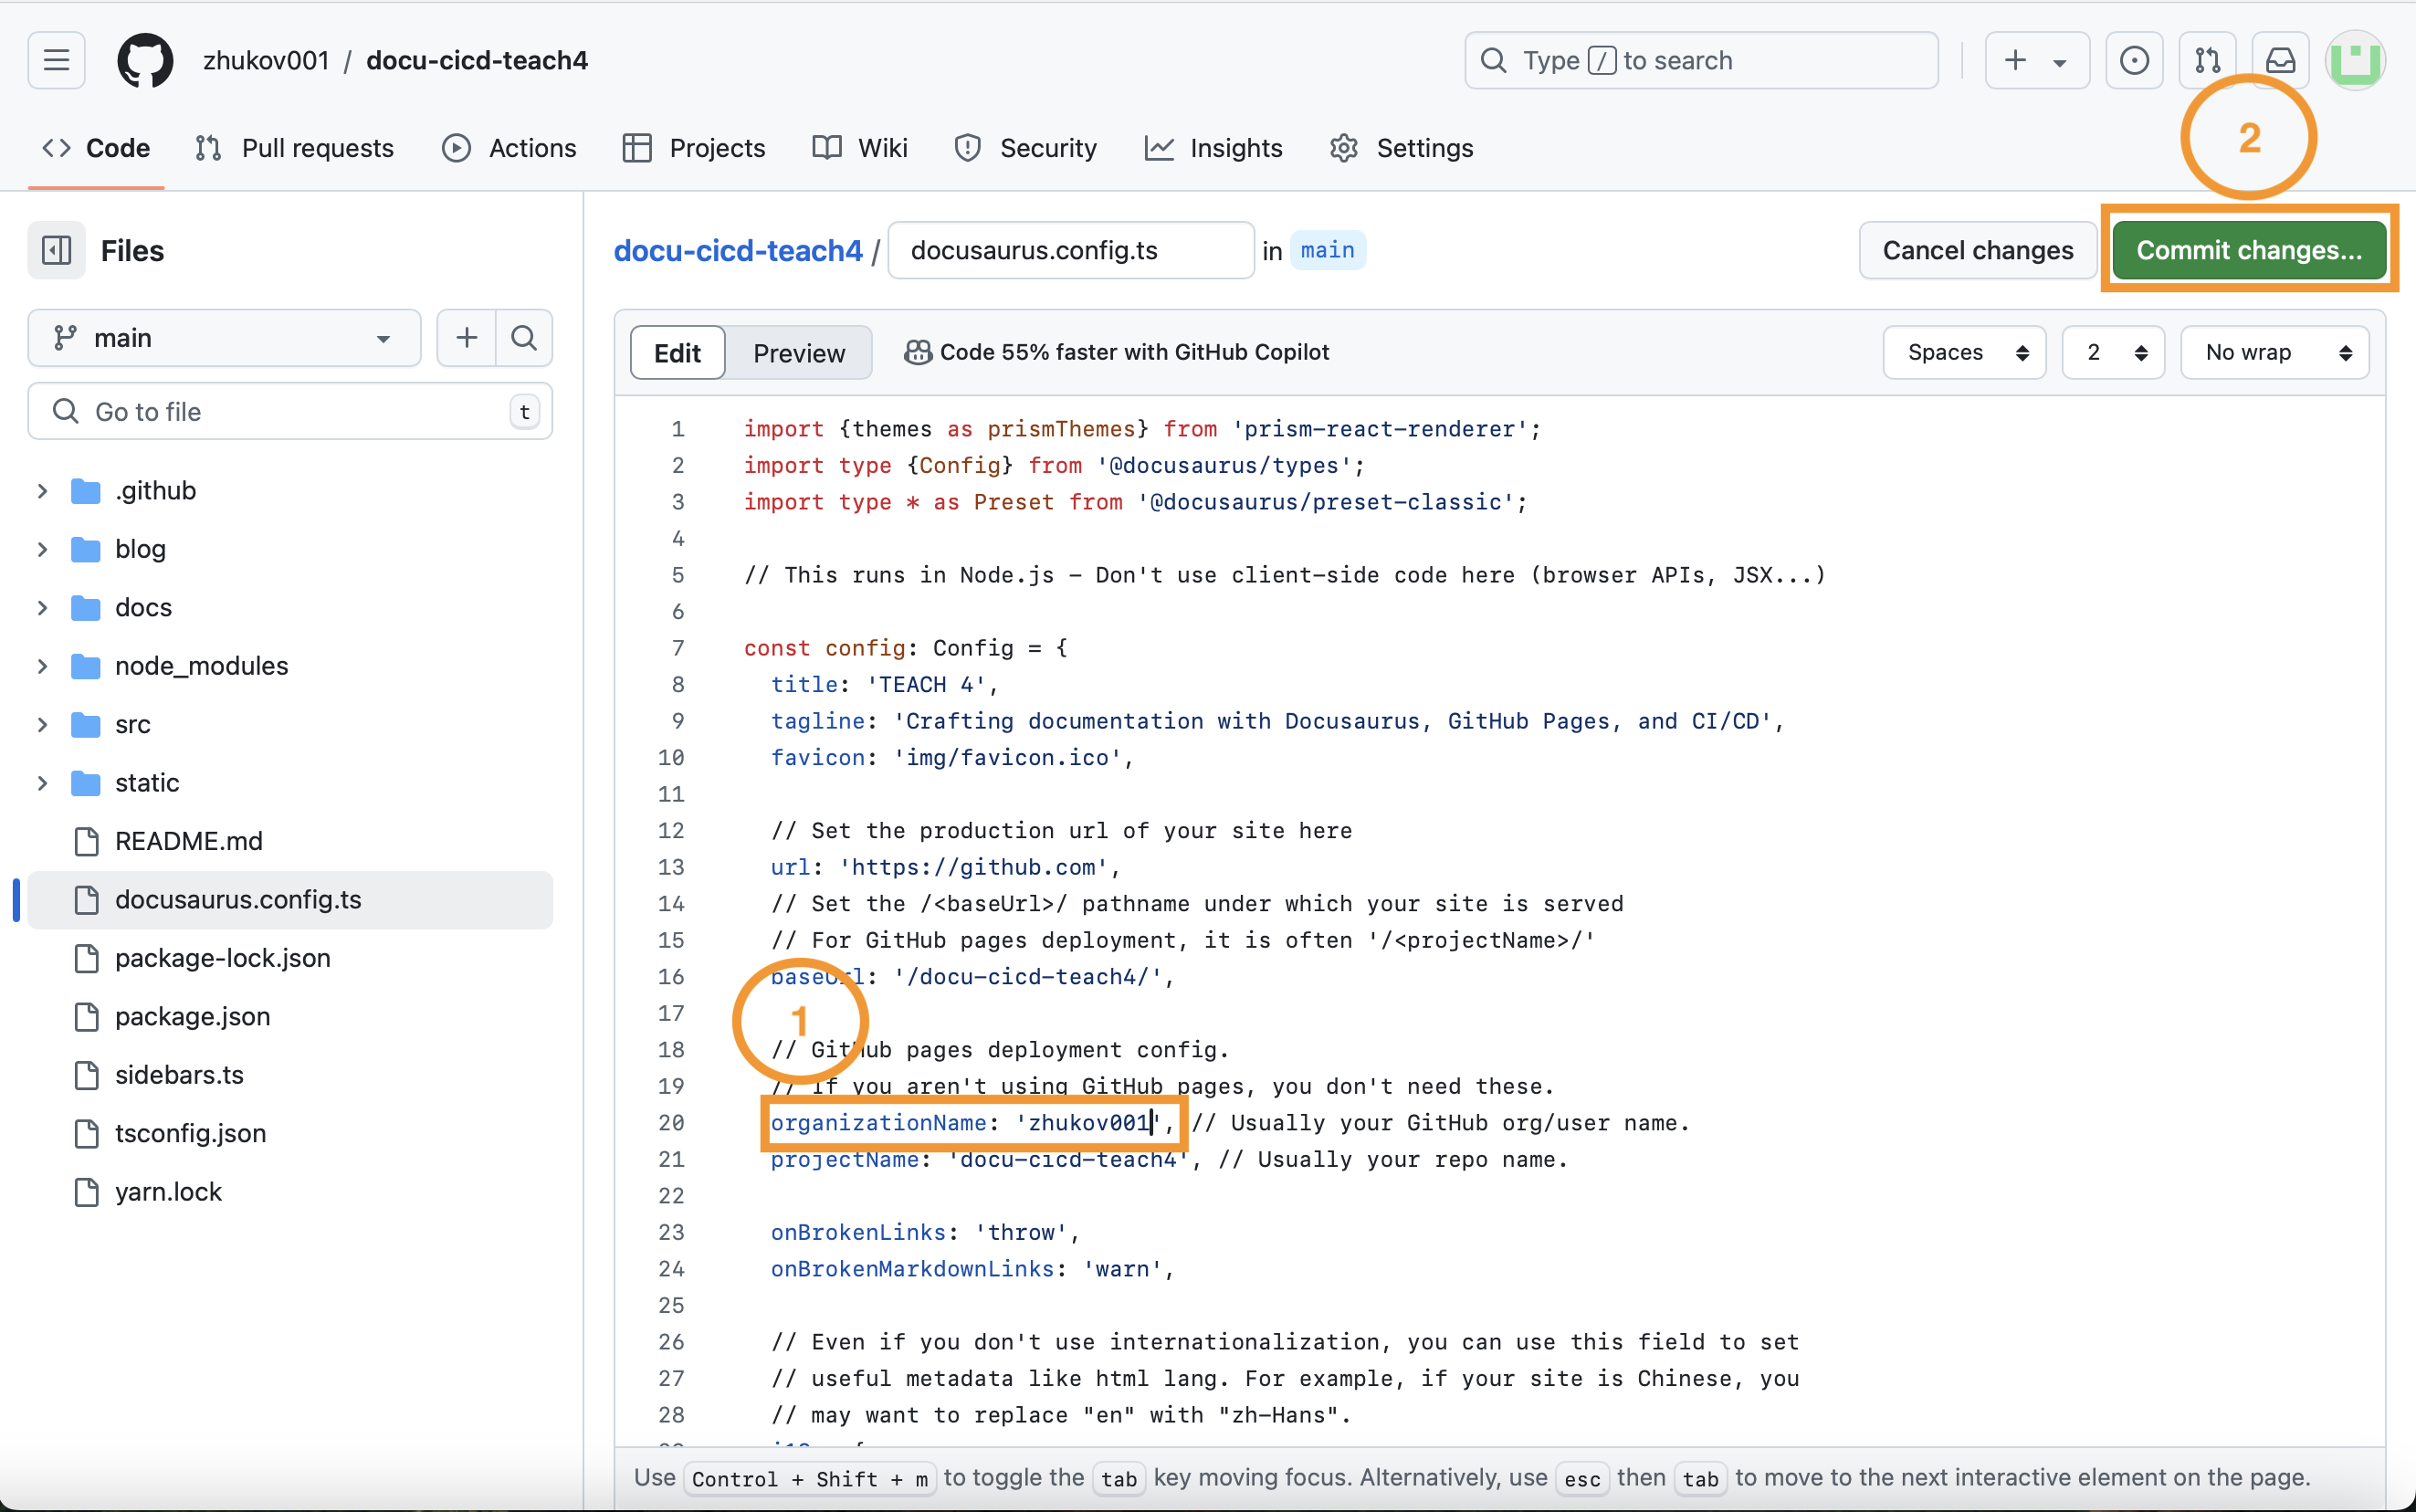 zhukov001 / docu-cicd-teach4
Type / to search
Code Pull requests Actions Projects Wiki Security Insights Settings
2
Files
main
Go to file t
.github
blog
docs
node_modules
src
static
README.md
docusaurus.config.ts
package-lock.json
package.json
sidebars.ts
tsconfig.json
yarn.lock
docu-cicd-teach4 / docusaurus.config.ts in main
Cancel changes Commit changes...
Edit Preview Code 55% faster with GitHub Copilot Spaces 2 No wrap
1 import {themes as prismThemes} from 'prism-react-renderer';
2 import type {Config} from '@docusaurus/types';
3 import type * as Preset from '@docusaurus/preset-classic';
4
5 // This runs in Node.js - Don't use client-side code here (browser APIs, JSX...)
6
7 const config: Config = {
8 title: 'TEACH 4',
9 tagline: 'Crafting documentation with Docusaurus, GitHub Pages, and CI/CD',
10 favicon: 'img/favicon.ico',
11
12 // Set the production url of your site here
13 url: 'https://github.com',
14 // Set the /<baseUrl>/ pathname under which your site is served
15 // For GitHub pages deployment, it is often '/<projectName>/'
16 baseUrl: '/docu-cicd-teach4/',
17
1
18 // GitHub pages deployment config.
19 // If you aren't using GitHub pages, you don't need these.
20 organizationName: 'zhukov001', // Usually your GitHub org/user name.
21 projectName: 'docu-cicd-teach4', // Usually your repo name.
22
23 onBrokenLinks: 'throw',
24 onBrokenMarkdownLinks: 'warn',
25
26 // Even if you don't use internationalization, you can use this field to set
27 // useful metadata like html lang. For example, if your site is Chinese, you
28 // may want to replace "en" with "zh-Hans".
Use Control + Shift + m to toggle the tab key moving focus. Alternatively, use esc then tab to move to the next interactive element on the page.